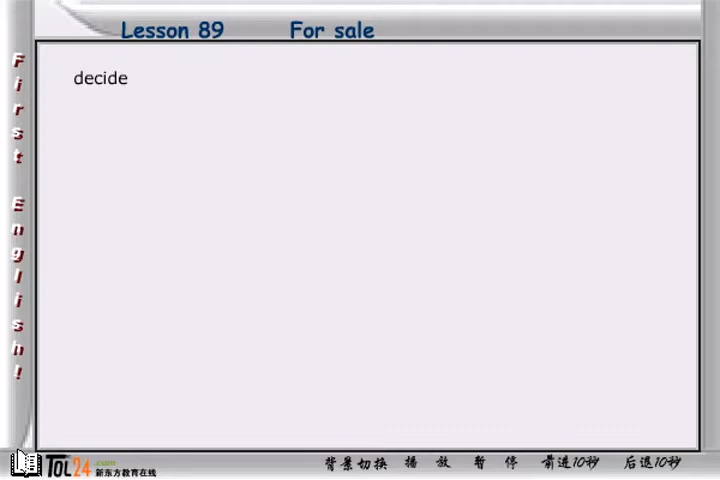 Lesson 89 For sale
First English!
decide
TOL24.com
新东方教育在线
背景切换 播 放 暂 停 前进10秒 后退10秒